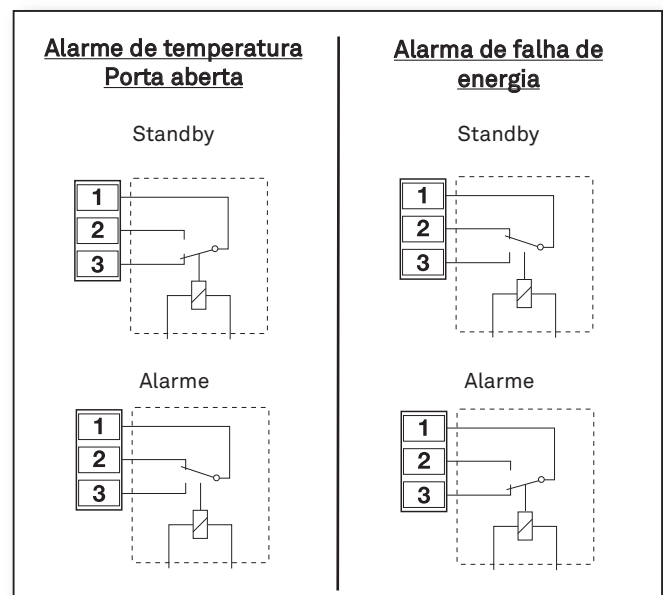 Alarme de temperatura
Porta aberta
Standby
1
2
3
Alarme
1
2
3
Alarma de falha de
energia
Standby
1
2
3
Alarme
1
2
3